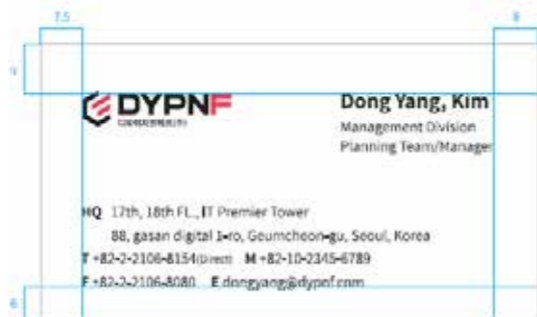 7.5
8
9
DYPNF
Dong Yang, Kim
Management Division
Planning Team/Manager
HQ 17th, 18th FL., IT Premier Tower
88, gasan digital 1-ro, Geumcheon-gu, Seoul, Korea
T +82-2-2106-8154(Direct) M +82-10-2345-6789
F +82-2-2106-8080 E dongyang@dypnf.com
6